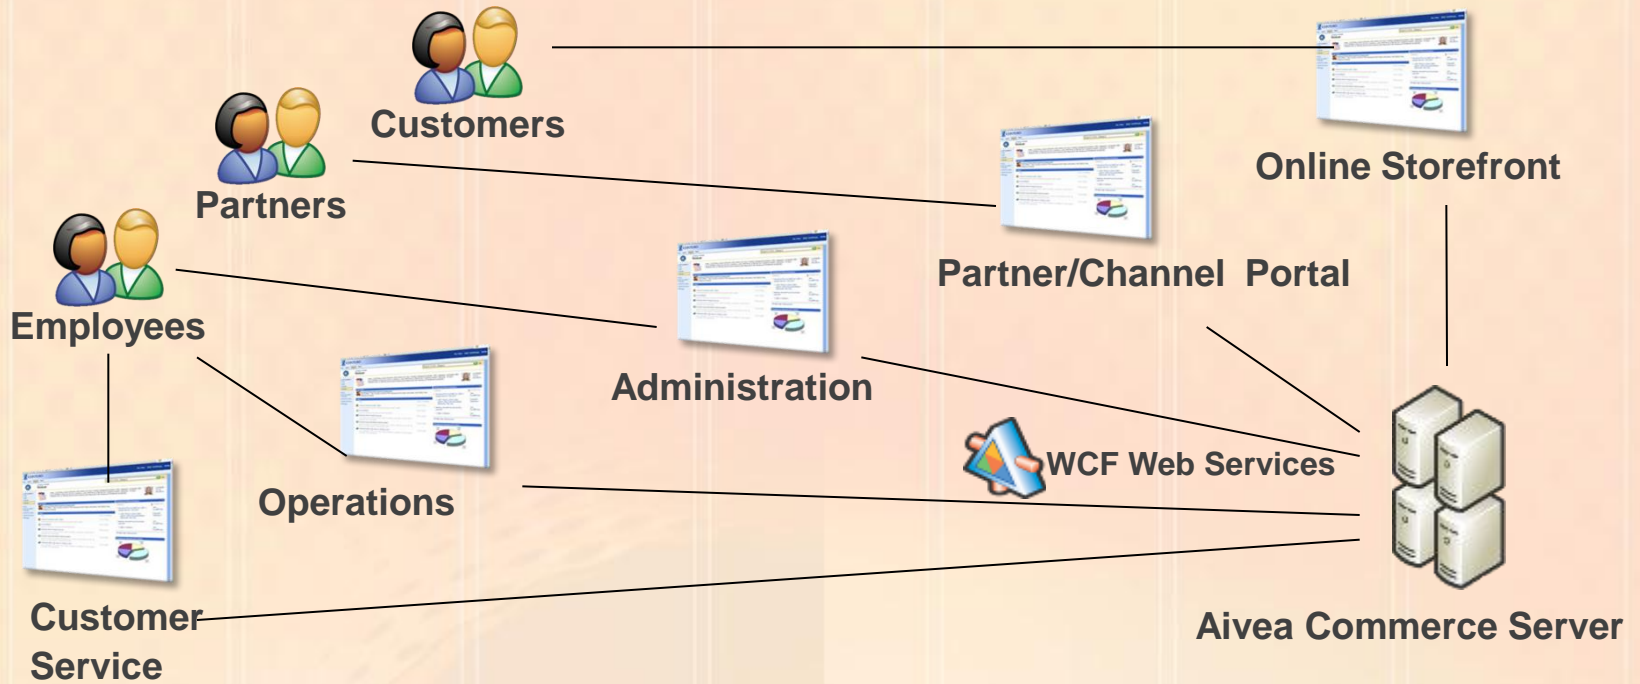 Customers
Online Storefront
Partners
Partner/Channel  Portal
Employees
Administration
WCF Web Services
Operations
Customer
Service
Aivea Commerce Server